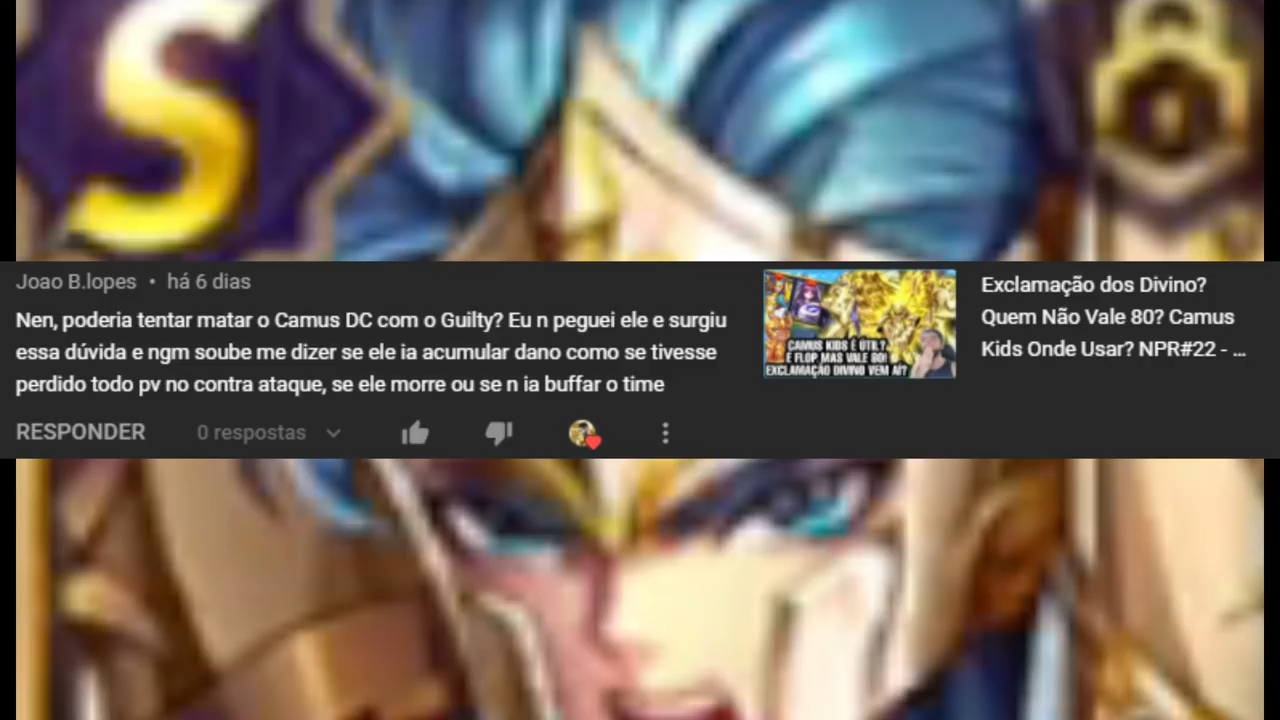 S
Joao B.lopes • há 6 dias
Nen, poderia tentar matar o Camus DC com o Guilty? Eu n peguei ele e surgiu
essa dúvida e ngm soube me dizer se ele ia acumular dano como se tivesse
perdido todo pv no contra ataque, se ele morre ou se n ia buffar o time
RESPONDER
0 respostas
CAMUS KIDS É ÚTIL?
E FLOP MAS VALE 80!
EXCLAMAÇÃO DIVINO VEM AÍ?
Exclamação dos Divino?
Quem Não Vale 80? Camus
Kids Onde Usar? NPR#22 - ...